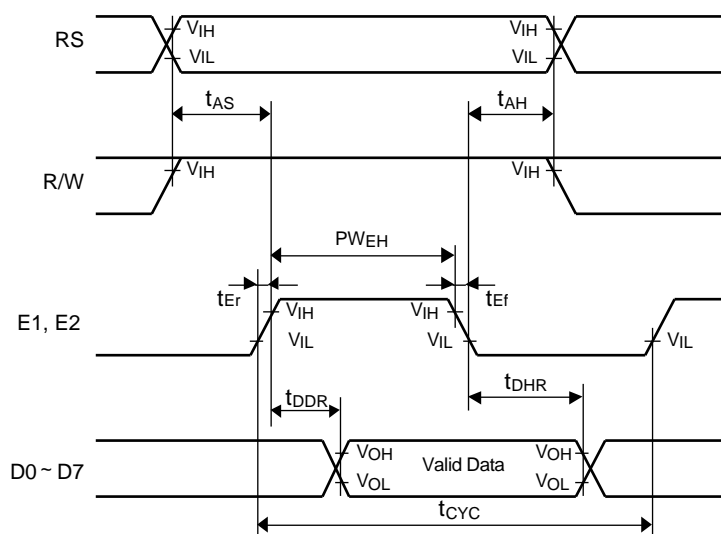 RS
VIH
VIL
VIH
VIL
tAS
tAH
R/W
VIH
VIH
PWEH
tEr
tEf
E1, E2
VIH
VIL
VIH
VIL
VIL
tDDR
tDHR
D0 ~ D7
VOH
VOL
Valid Data
VOH
VOL
tCYC